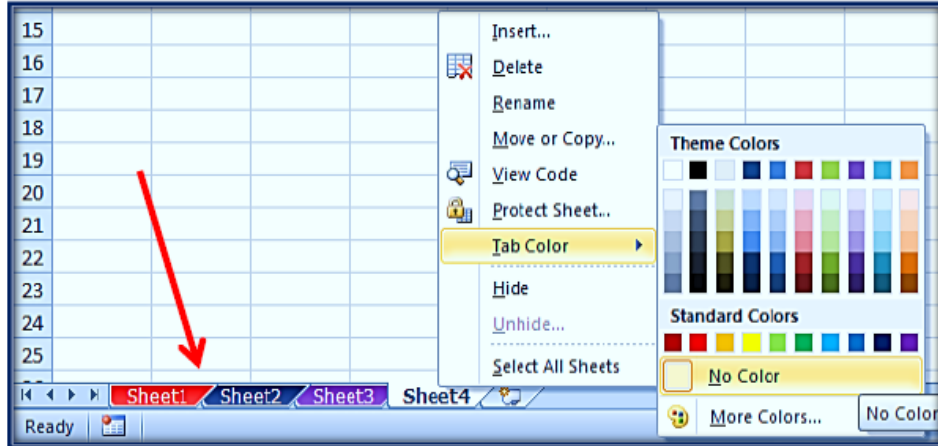 15
16
17
18
19
20
21
22
23
24
25
Insert...
Delete
Rename
Move or Copy...
View Code
Protect Sheet...
Tab Color
Hide
Unhide...
Select All Sheets
Theme Colors
Standard Colors
No Color
More Colors...
No Color
Sheet1 Sheet2 Sheet3 Sheet4
Ready